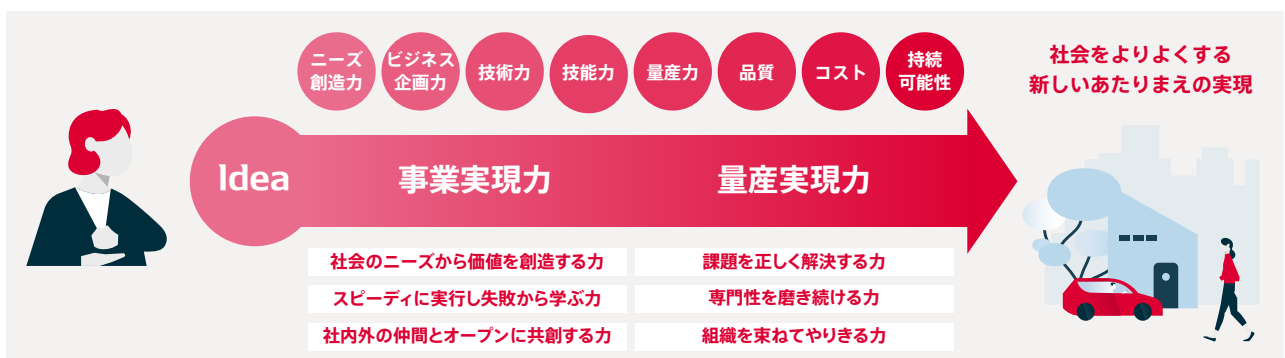 ニーズ
創造力
ビジネス
企画力
技術力
技能力
量産力
品質
コスト
持続
可能性
社会をよりよくする
新しいあたりまえの実現
Idea
事業実現力
量産実現力
社会のニーズから価値を創造する力
課題を正しく解決する力
スピーディに実行し失敗から学ぶ力
専門性を磨き続ける力
社内外の仲間とオープンに共創する力
組織を束ねてやりきる力